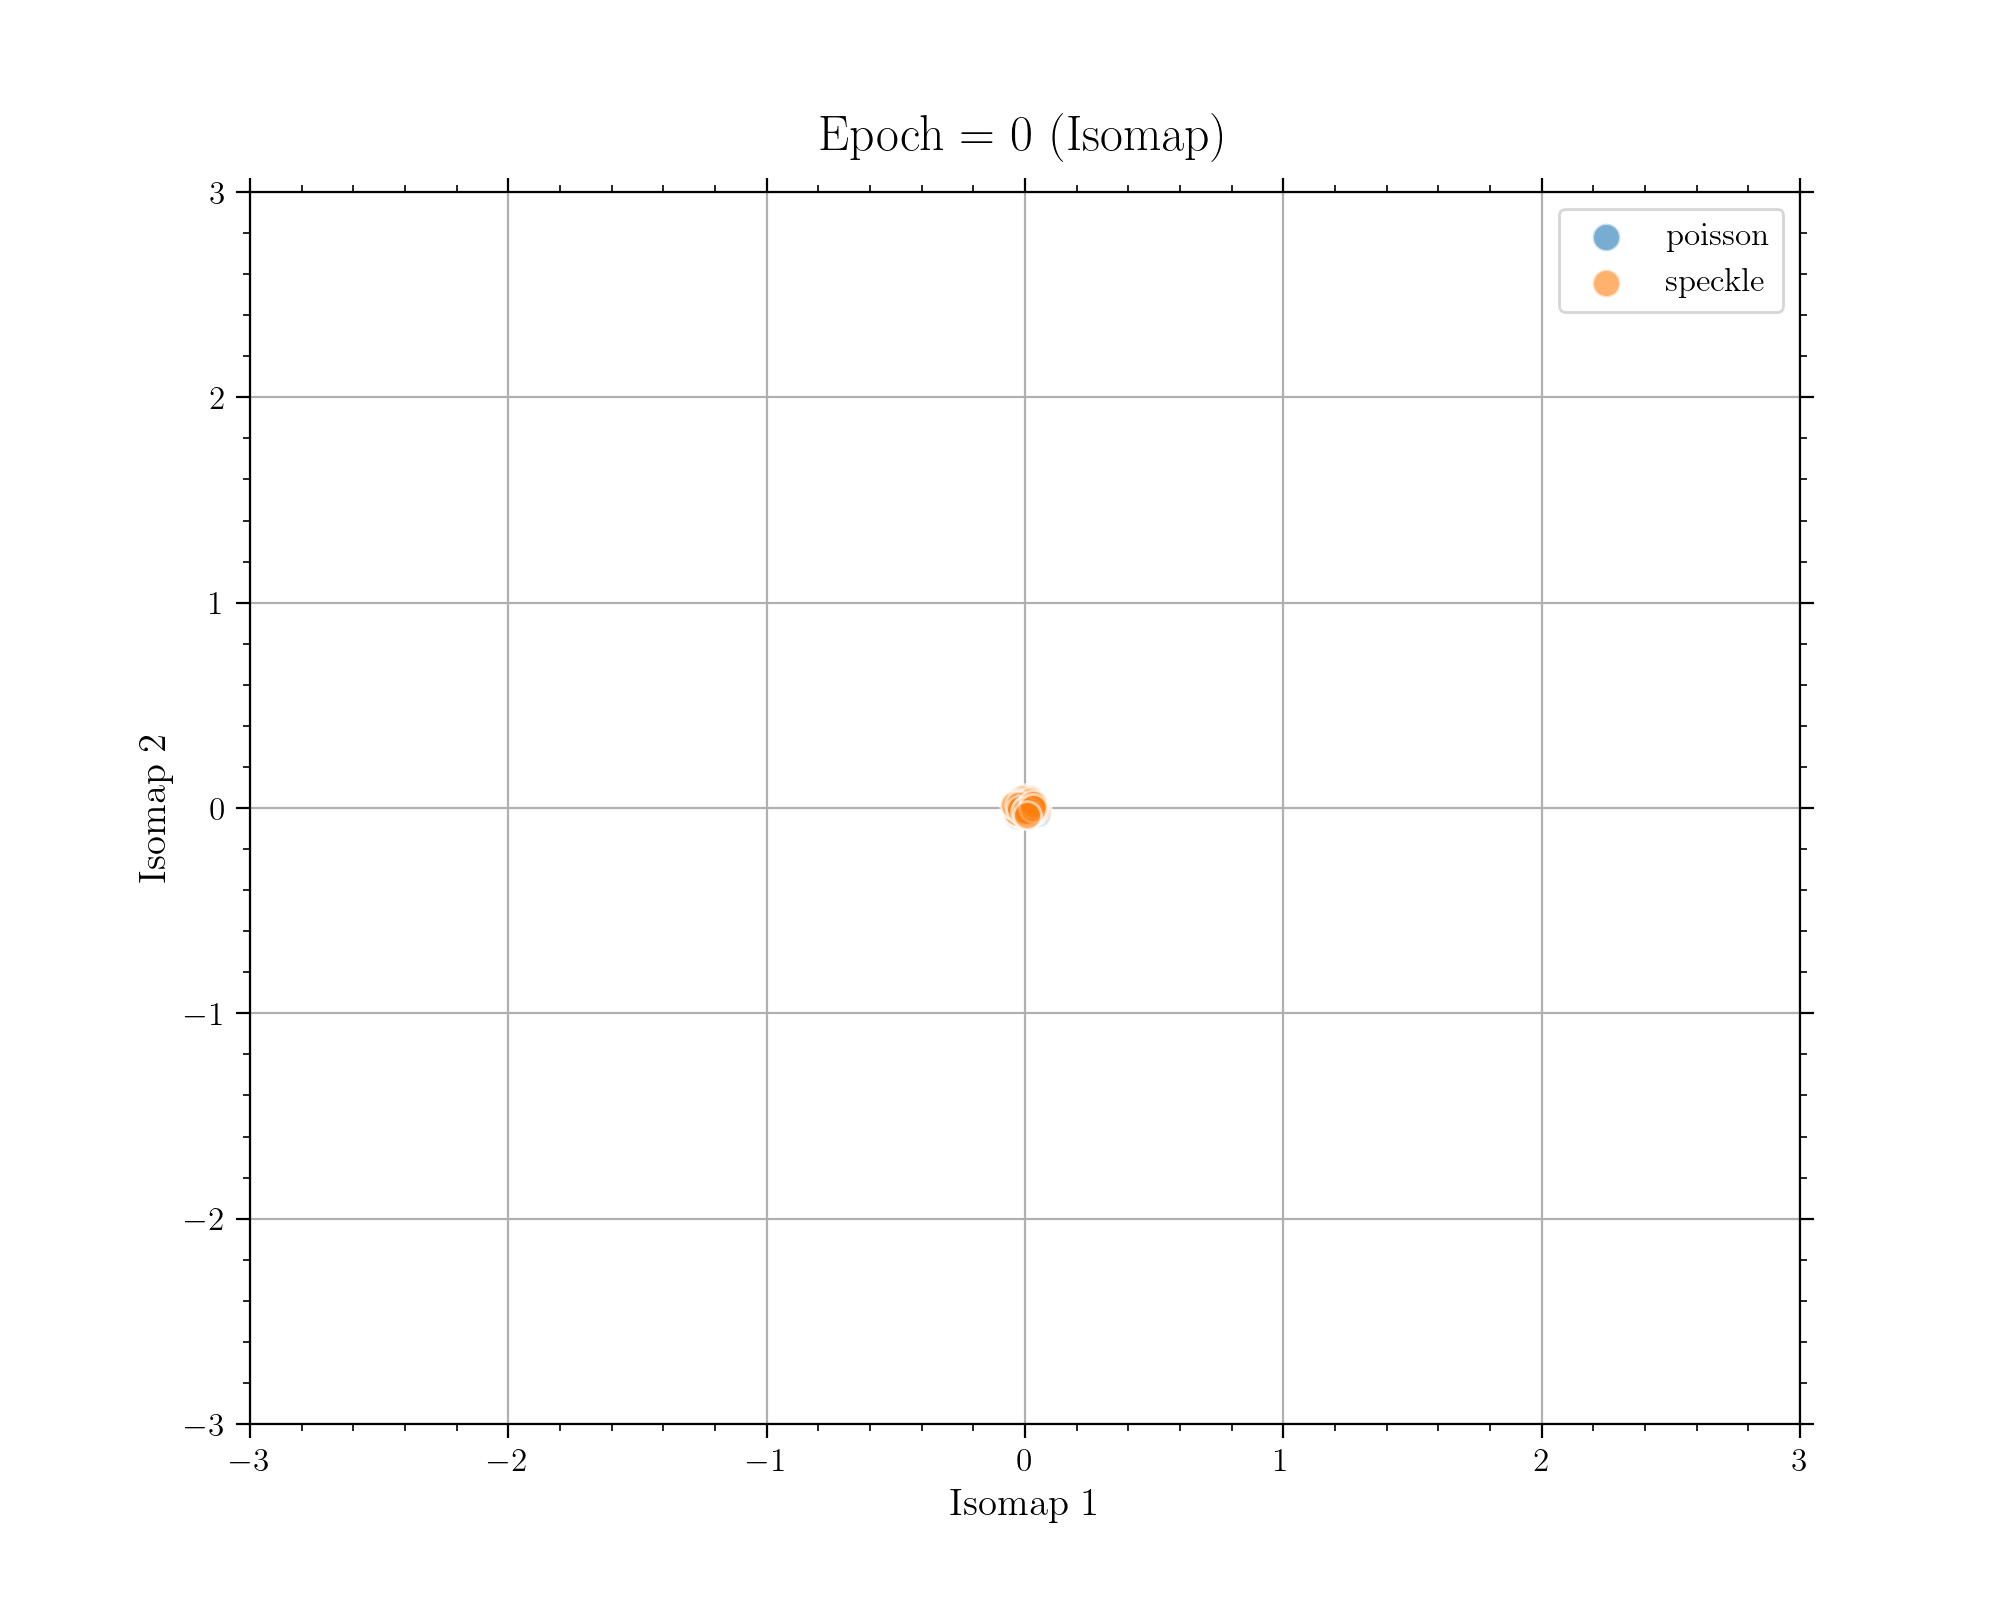 Epoch = 0 (Isomap)
poisson
speckle
3
2
1
0
−1
−2
−3
Isomap 2
−3 −2 −1 0 1 2 3
Isomap 1